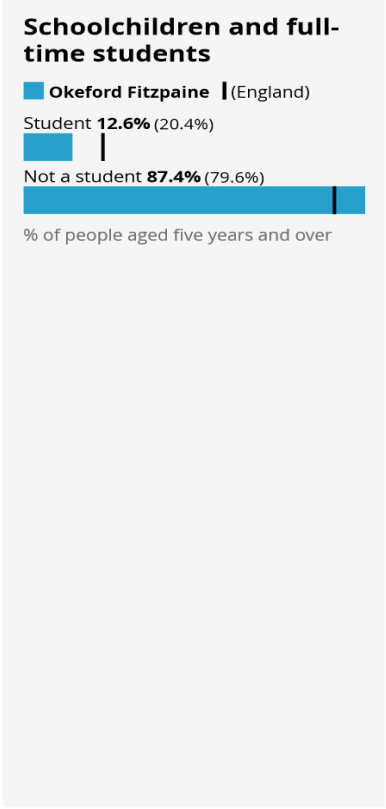 Schoolchildren and full-
time students
Okeford Fitzpaine (England)
Student 12.6% (20.4%)
Not a student 87.4% (79.6%)
% of people aged five years and over